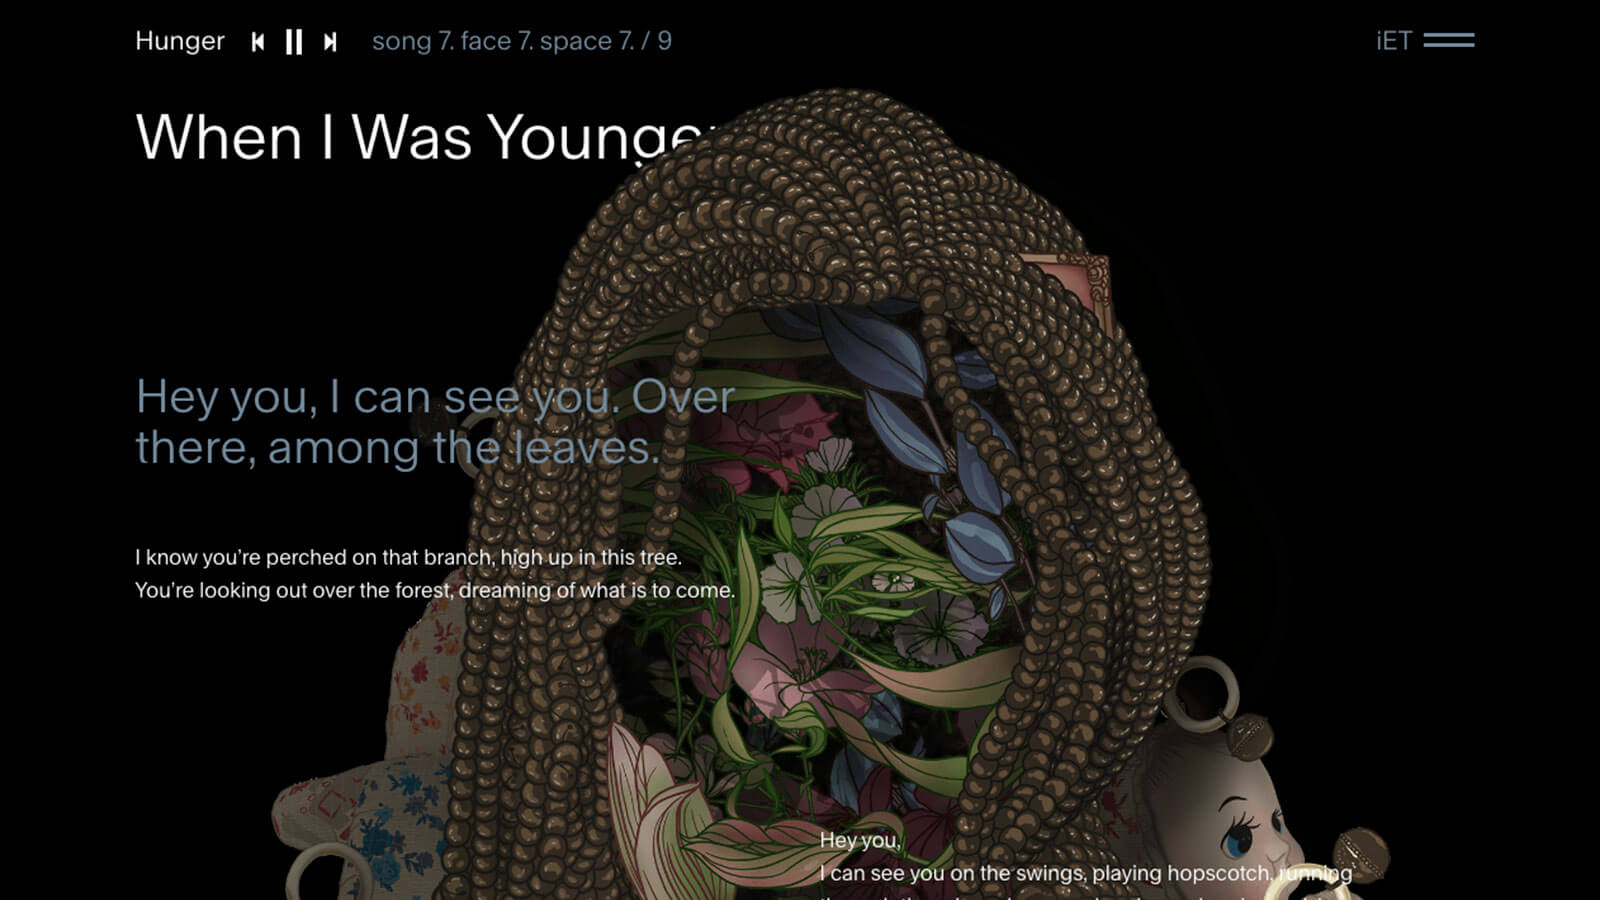 Hunger song 7. face 7. space 7. / 9 iET
When I Was Younger
Hey you, I can see you. Over
there, among the leaves.
I know you’re perched on that branch, high up in this tree.
You’re looking out over the forest, dreaming of what is to come.
Hey you,
I can see you on the swings, playing hopscotch, running